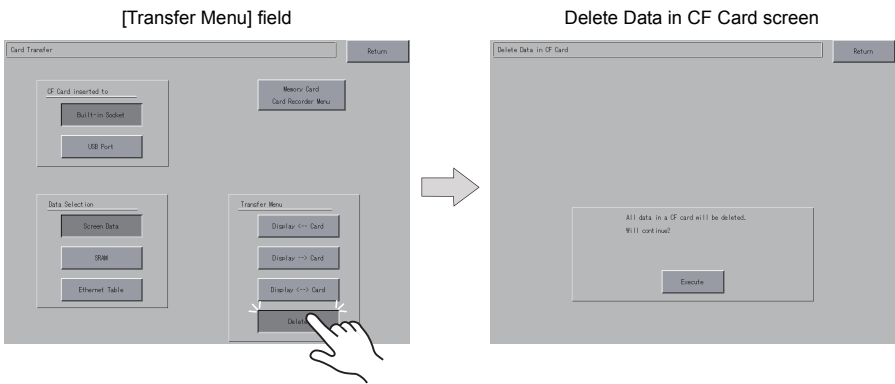 [Transfer Menu] field
Delete Data in CF Card screen
Card Transfer
Return
CF Card inserted to
Built-in Socket
USB Port
Memory Card
Card Recorder Menu
Data Selection
Screen Data
SRAM
Ethernet Table
Transfer Menu
Display <-- Card
Display --> Card
Display <--> Card
Delete
Delete Data in CF Card
Return
All data in a CF card will be deleted.
Will continue?
Execute